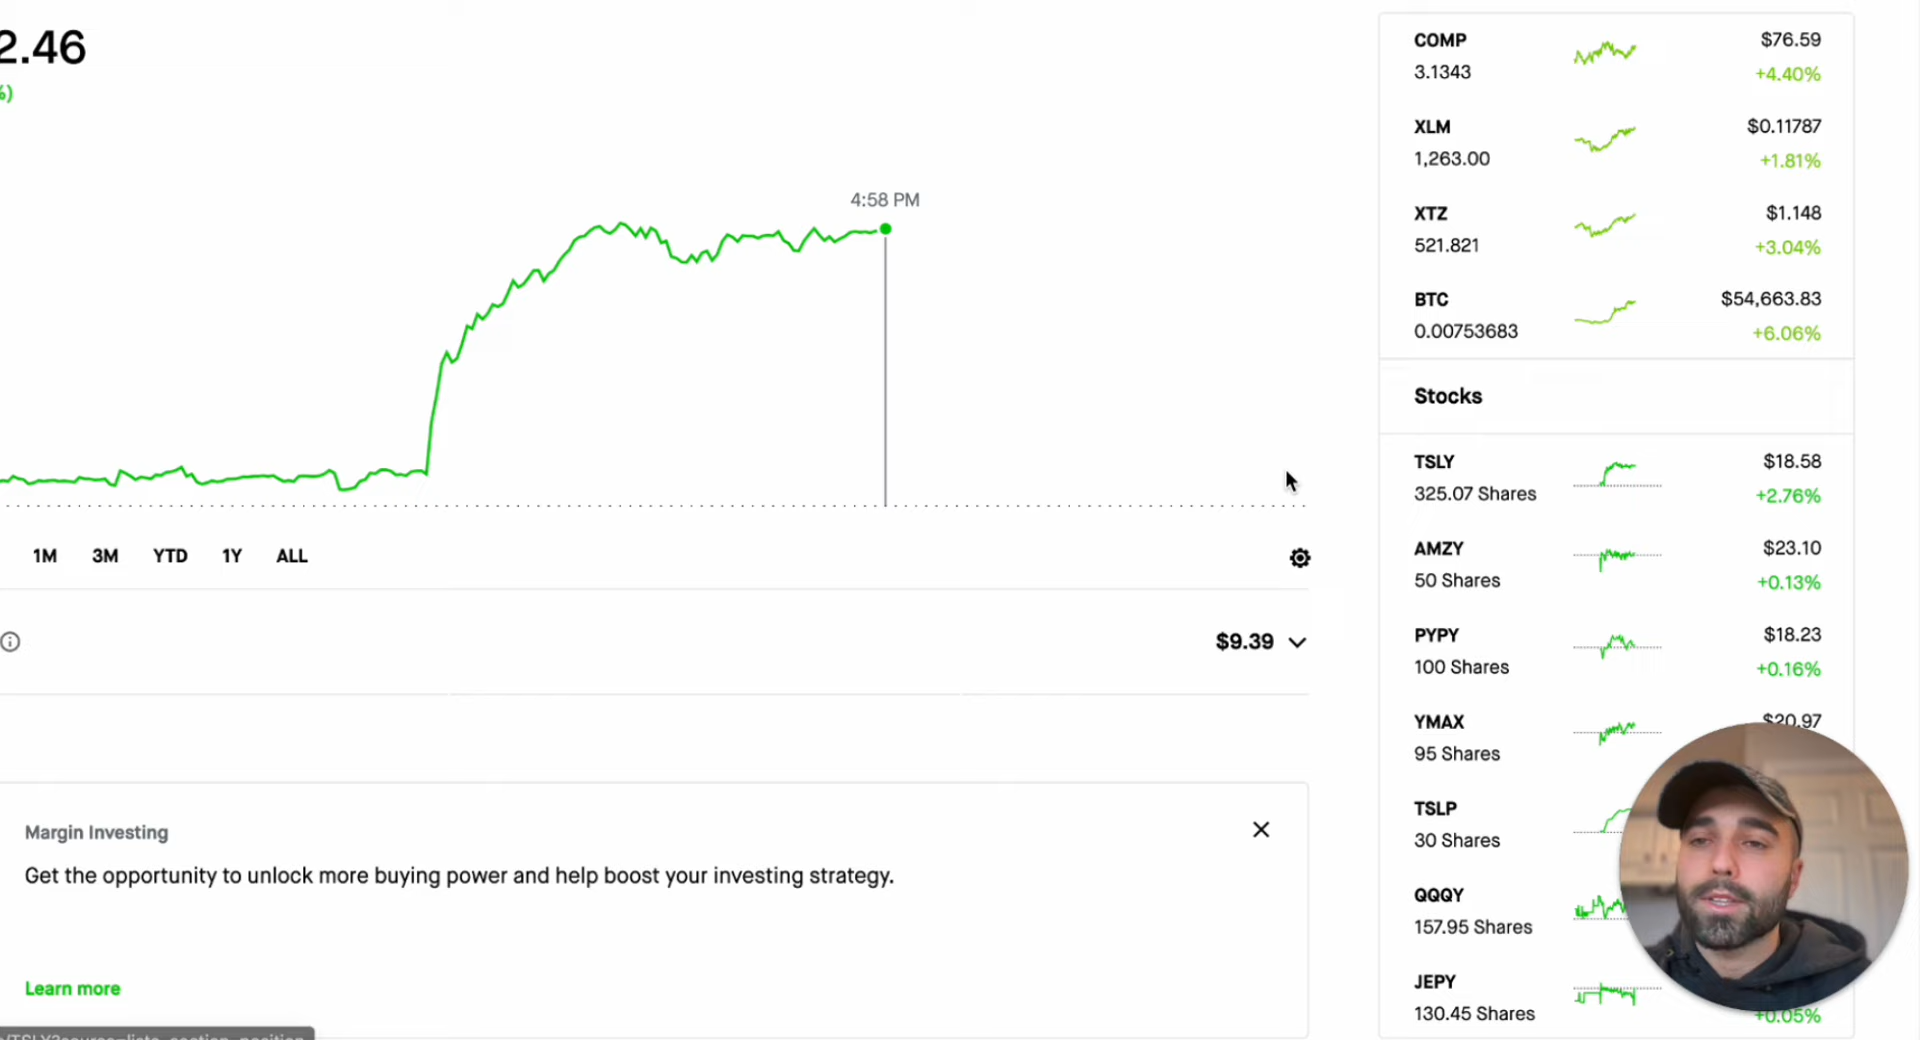 2.46
%)
4:58 PM
1M 3M YTD 1Y ALL
$9.39
Margin Investing
Get the opportunity to unlock more buying power and help boost your investing strategy.
Learn more
COMP $76.59
3.1343 +4.40%
XLM $0.11787
1,263.00 +1.81%
XTZ $1.148
521.821 +3.04%
BTC $54,663.83
0.00753683 +6.06%
Stocks
TSLY $18.58
325.07 Shares +2.76%
AMZY $23.10
50 Shares +0.13%
PYPY $18.23
100 Shares +0.16%
YMAX $20.97
95 Shares
TSLP
30 Shares
QQQY
157.95 Shares
JEPY
130.45 Shares +0.05%